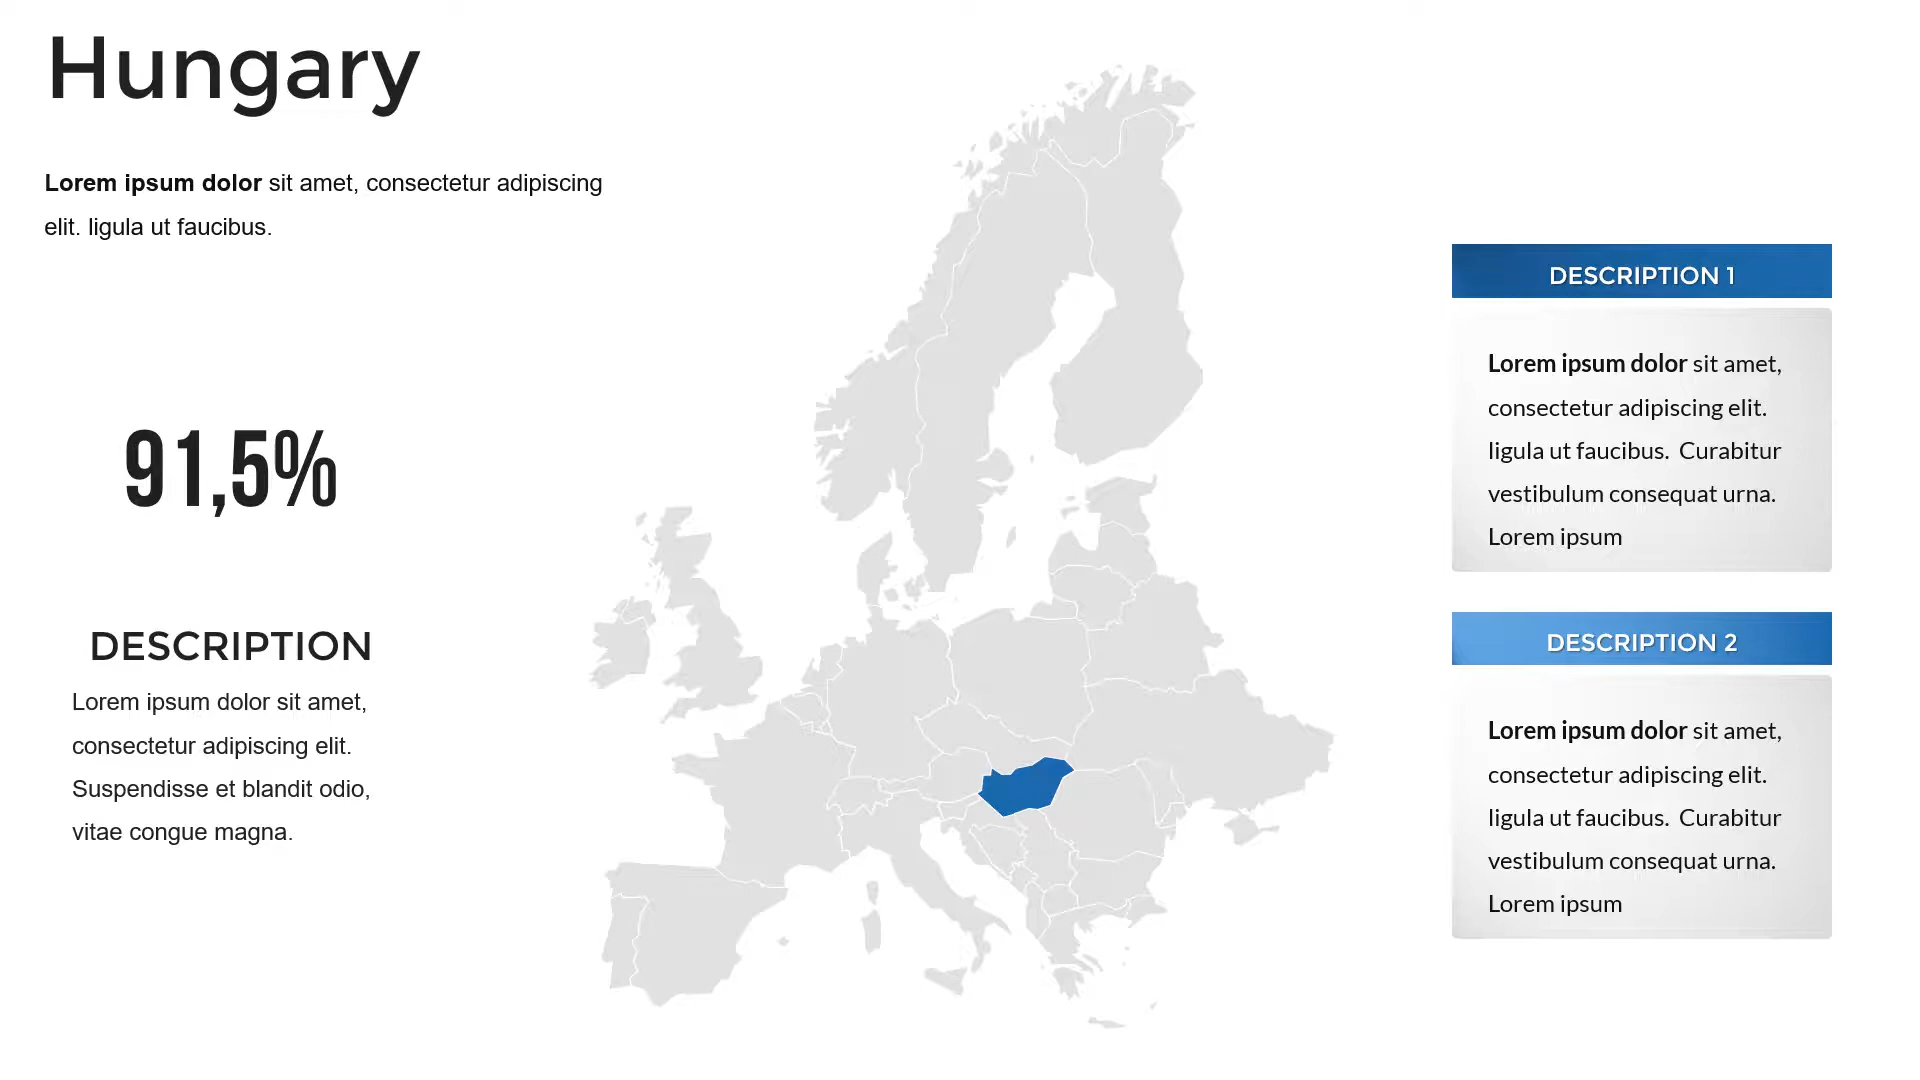 Hungary
Lorem ipsum dolor sit amet, consectetur adipiscing
elit. ligula ut faucibus.
91,5%
DESCRIPTION
Lorem ipsum dolor sit amet,
consectetur adipiscing elit.
Suspendisse et blandit odio,
vitae congue magna.
DESCRIPTION 1
Lorem ipsum dolor sit amet,
consectetur adipiscing elit.
ligula ut faucibus.  Curabitur
vestibulum consequat urna.
Lorem ipsum
DESCRIPTION 2
Lorem ipsum dolor sit amet,
consectetur adipiscing elit.
ligula ut faucibus.  Curabitur
vestibulum consequat urna.
Lorem ipsum